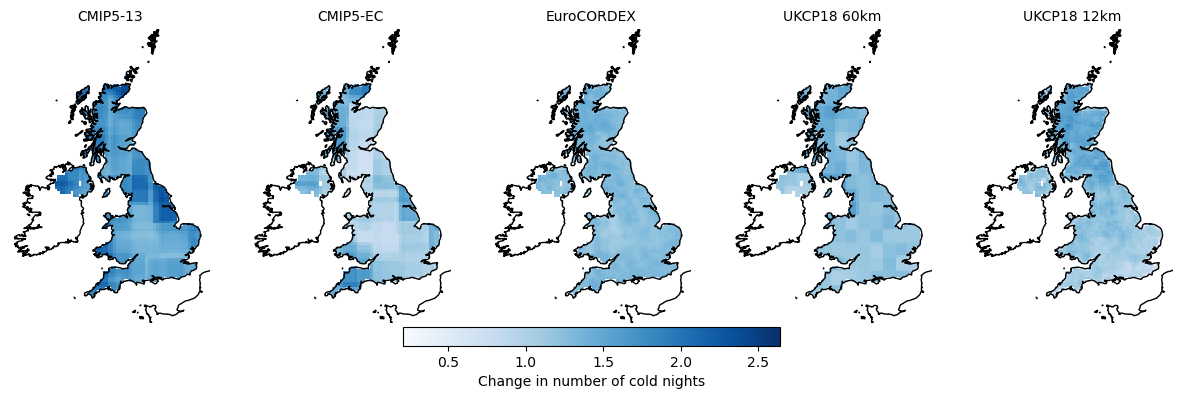 CMIP5-13
CMIP5-EC
EuroCORDEX
UKCP18 60km
UKCP18 12km
0.5 1.0 1.5 2.0 2.5
Change in number of cold nights